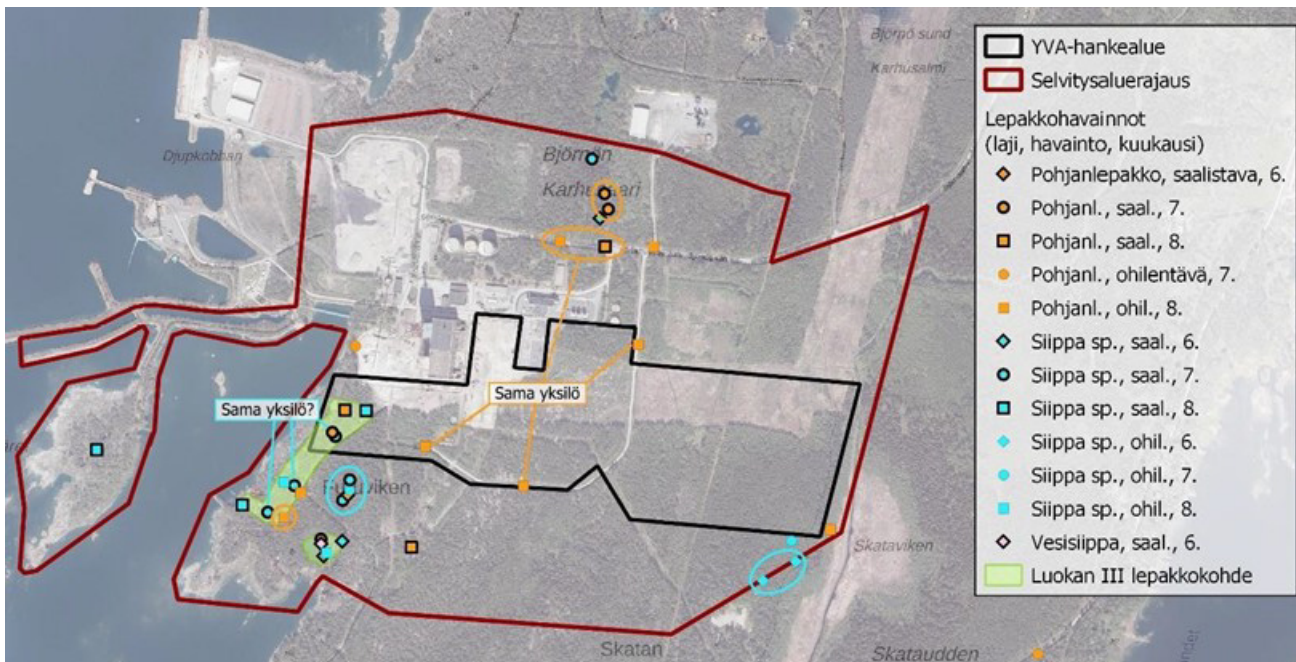 Björnö sund
Karhusalmi
Djupkobban
Björnön
Karhusaari
Sama yksilö
Sama yksilö?
Skataviken
Skatan
Skataudden
YVA-hankealue
Selvitysaluerajaus
Lepakkohavainnot
(laji, havainto, kuukausi)
Pohjanlepakko, saalistava, 6.
Pohjanl., saal., 7.
Pohjanl., saal., 8.
Pohjanl., ohilentävä, 7.
Pohjanl., ohil., 8.
Siippa sp., saal., 6.
Siippa sp., saal., 7.
Siippa sp., saal., 8.
Siippa sp., ohil., 6.
Siippa sp., ohil., 7.
Siippa sp., ohil., 8.
Vesisiippa, saal., 6.
Luokan III lepakkokohde